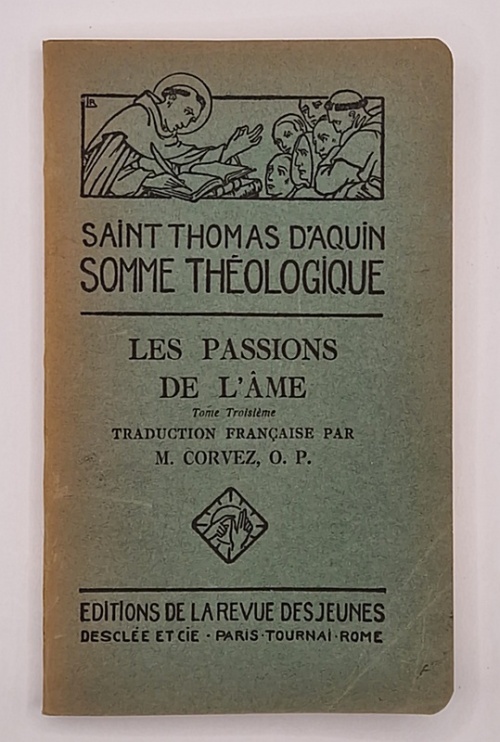 LR
SAINT THOMAS D'AQUIN
SOMME THÉOLOGIQUE
LES PASSIONS
DE L'ÂME
Tome Troisième
TRADUCTION FRANÇAISE PAR
M. CORVEZ, O. P.
EDITIONS DE LA REVUE DES JEUNES
DESCLÉE ET CIE · PARIS · TOURNAI · ROME